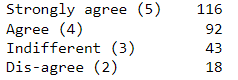 Strongly agree (5) 116
Agree (4) 92
Indifferent (3) 43
Dis-agree (2) 18